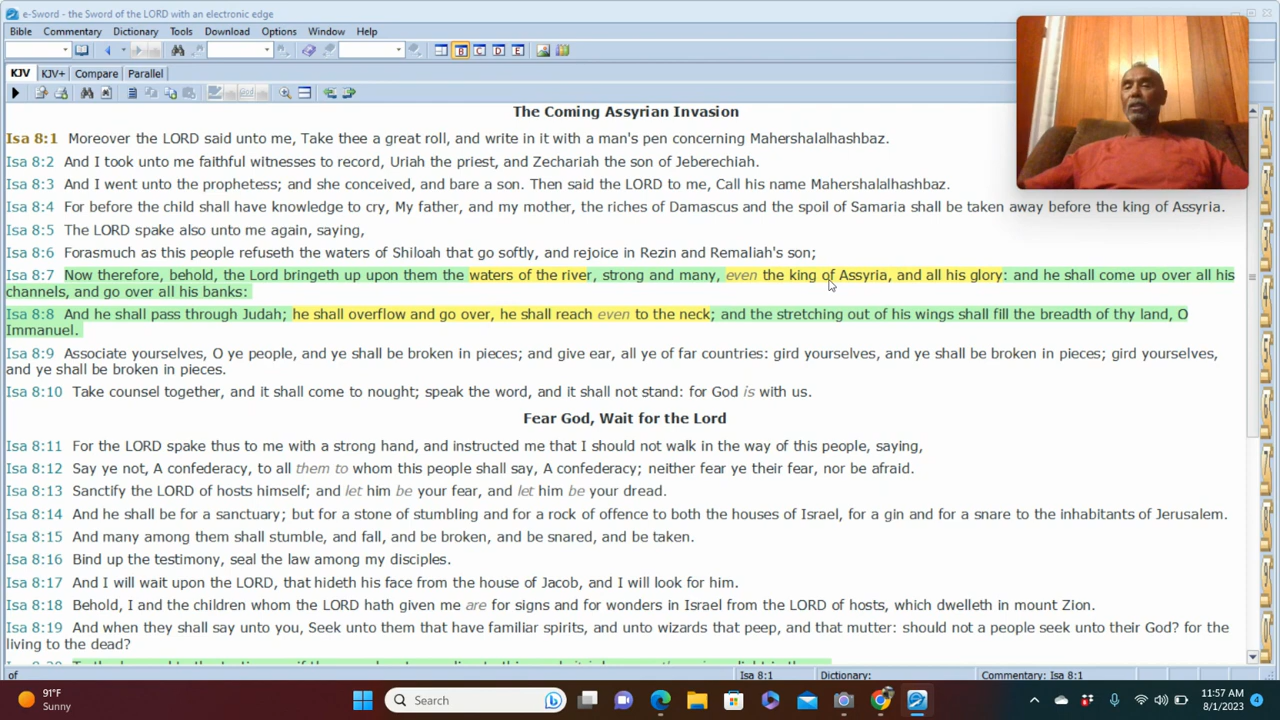 e-Sword - the Sword of the LORD with an electronic edge
Bible Commentary Dictionary Tools Download Options Window Help
B C D E
KJV KJV+ Compare Parallel
God
The Coming Assyrian Invasion
Isa 8:1 Moreover the LORD said unto me, Take thee a great roll, and write in it with a man's pen concerning Mahershalalhashbaz.
Isa 8:2 And I took unto me faithful witnesses to record, Uriah the priest, and Zechariah the son of Jeberechiah.
Isa 8:3 And I went unto the prophetess; and she conceived, and bare a son. Then said the LORD to me, Call his name Mahershalalhashbaz.
Isa 8:4 For before the child shall have knowledge to cry, My father, and my mother, the riches of Damascus and the spoil of Samaria shall be taken away before the king of Assyria.
Isa 8:5 The LORD spake also unto me again, saying,
Isa 8:6 Forasmuch as this people refuseth the waters of Shiloah that go softly, and rejoice in Rezin and Remaliah's son;
Isa 8:7 Now therefore, behold, the Lord bringeth up upon them the waters of the river, strong and many, even the king of Assyria, and all his glory: and he shall come up over all his
channels, and go over all his banks:
Isa 8:8 And he shall pass through Judah; he shall overflow and go over, he shall reach even to the neck; and the stretching out of his wings shall fill the breadth of thy land, O
Immanuel.
Isa 8:9 Associate yourselves, O ye people, and ye shall be broken in pieces; and give ear, all ye of far countries: gird yourselves, and ye shall be broken in pieces; gird yourselves,
and ye shall be broken in pieces.
Isa 8:10 Take counsel together, and it shall come to nought; speak the word, and it shall not stand: for God is with us.
Fear God, Wait for the Lord
Isa 8:11 For the LORD spake thus to me with a strong hand, and instructed me that I should not walk in the way of this people, saying,
Isa 8:12 Say ye not, A confederacy, to all them to whom this people shall say, A confederacy; neither fear ye their fear, nor be afraid.
Isa 8:13 Sanctify the LORD of hosts himself; and let him be your fear, and let him be your dread.
Isa 8:14 And he shall be for a sanctuary; but for a stone of stumbling and for a rock of offence to both the houses of Israel, for a gin and for a snare to the inhabitants of Jerusalem.
Isa 8:15 And many among them shall stumble, and fall, and be broken, and be snared, and be taken.
Isa 8:16 Bind up the testimony, seal the law among my disciples.
Isa 8:17 And I will wait upon the LORD, that hideth his face from the house of Jacob, and I will look for him.
Isa 8:18 Behold, I and the children whom the LORD hath given me are for signs and for wonders in Israel from the LORD of hosts, which dwelleth in mount Zion.
Isa 8:19 And when they shall say unto you, Seek unto them that have familiar spirits, and unto wizards that peep, and that mutter: should not a people seek unto their God? for the
living to the dead?
of Isa 8:1 Dictionary: Commentary: Isa 8:1
91°F
Sunny
Search
11:57 AM
8/1/2023
4